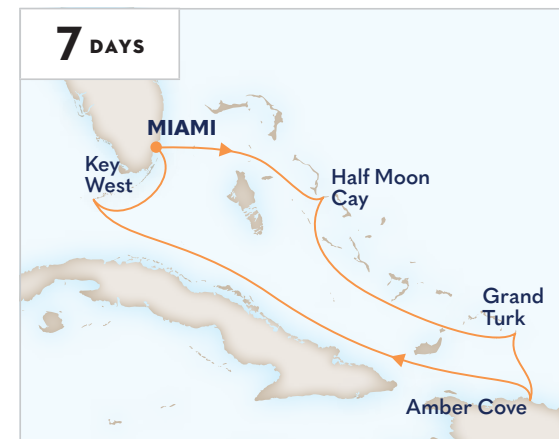 7 DAYS
MIAMI
Key
West
Half Moon
Cay
Grand
Turk
Amber Cove